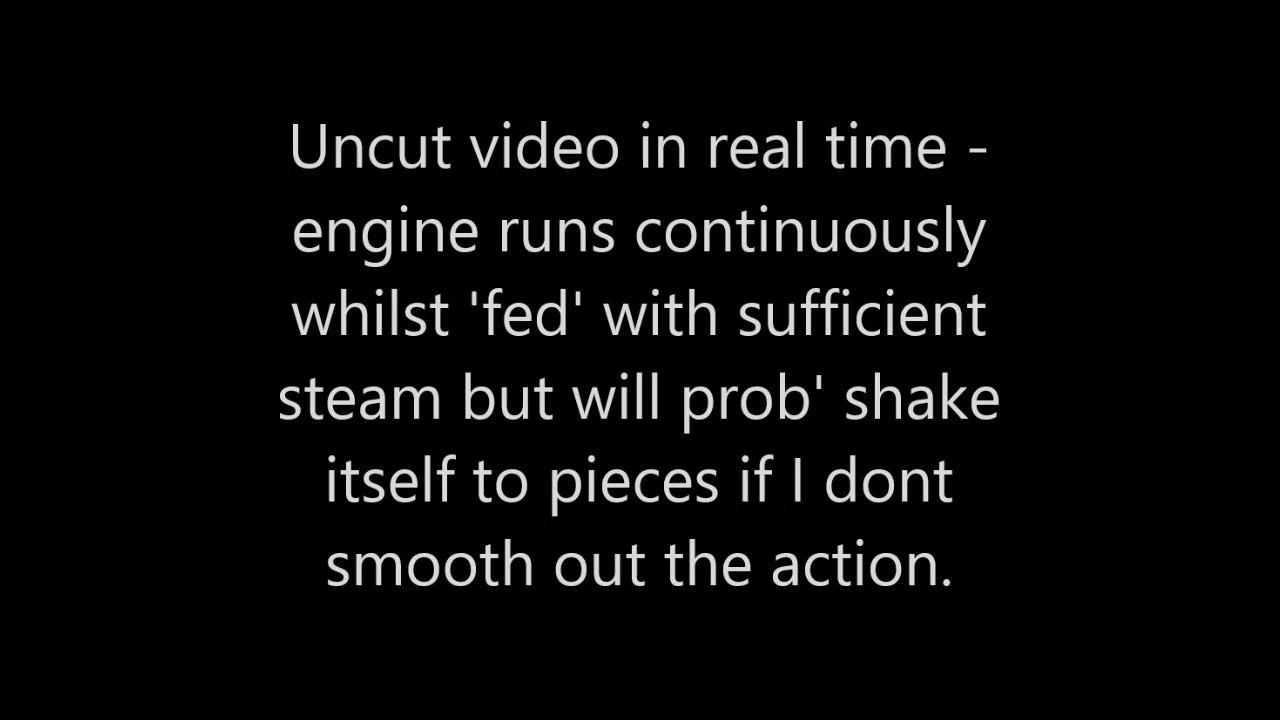 Uncut video in real time -
engine runs continuously
whilst 'fed' with sufficient
steam but will prob' shake
itself to pieces if I dont
smooth out the action.